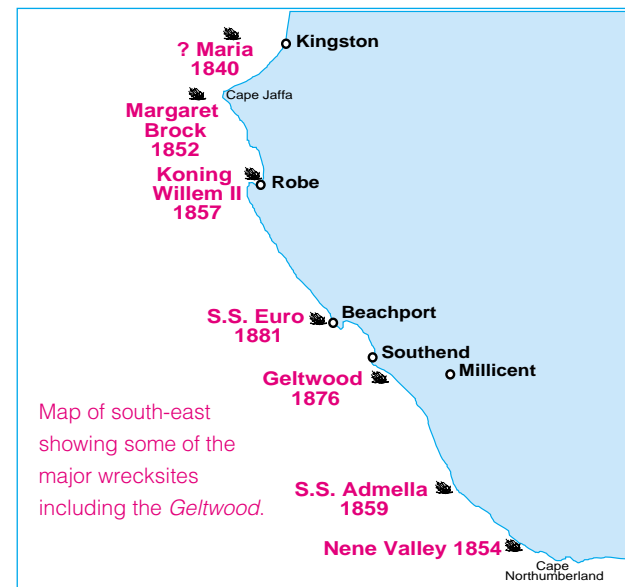 ? Maria
1840
Kingston
Cape Jaffa
Margaret
Brock
1852
Koning
Willem II
1857
Robe
S.S. Euro
1881
Beachport
Southend
Geltwood
1876
Millicent
Map of south-east
showing some of the
major wrecksites
including the Geltwood.
S.S. Admella
1859
Nene Valley 1854
Cape
Northumberland